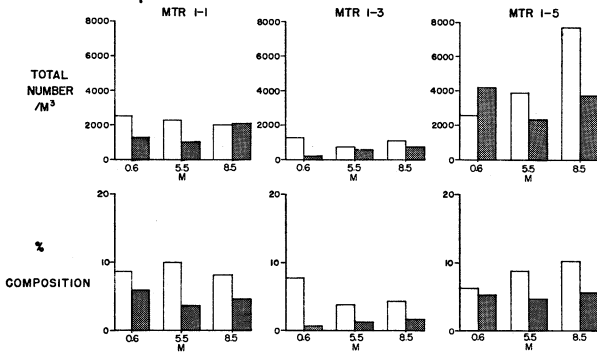 MTR 1-1 MTR 1-3 MTR 1-5
8000 8000 8000
6000 6000 6000
TOTAL
NUMBER
/M³
4000 4000 4000
2000 2000 2000
0 0 0
0.6 5.5 8.5 0.6 5.5 8.5 0.6 5.5 8.5
M M M
20 20 20
%
10 10 10
COMPOSITION
0 0 0
0.6 5.5 8.5 0.6 5.5 8.5 0.6 5.5 8.5
M M M